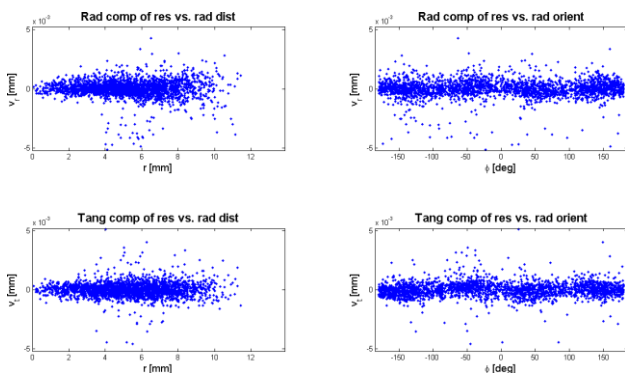 Rad comp of res vs. rad dist
x 10⁻³
5
0
-5
v_r [mm]
0 2 4 6 8 10 12
r [mm]
Rad comp of res vs. rad orient
x 10⁻³
5
0
-5
v_r [mm]
-150 -100 -50 0 50 100 150
ϕ [deg]
Tang comp of res vs. rad dist
x 10⁻³
5
0
-5
v_t [mm]
0 2 4 6 8 10 12
r [mm]
Tang comp of res vs. rad orient
x 10⁻³
5
0
-5
v_t [mm]
-150 -100 -50 0 50 100 150
ϕ [deg]